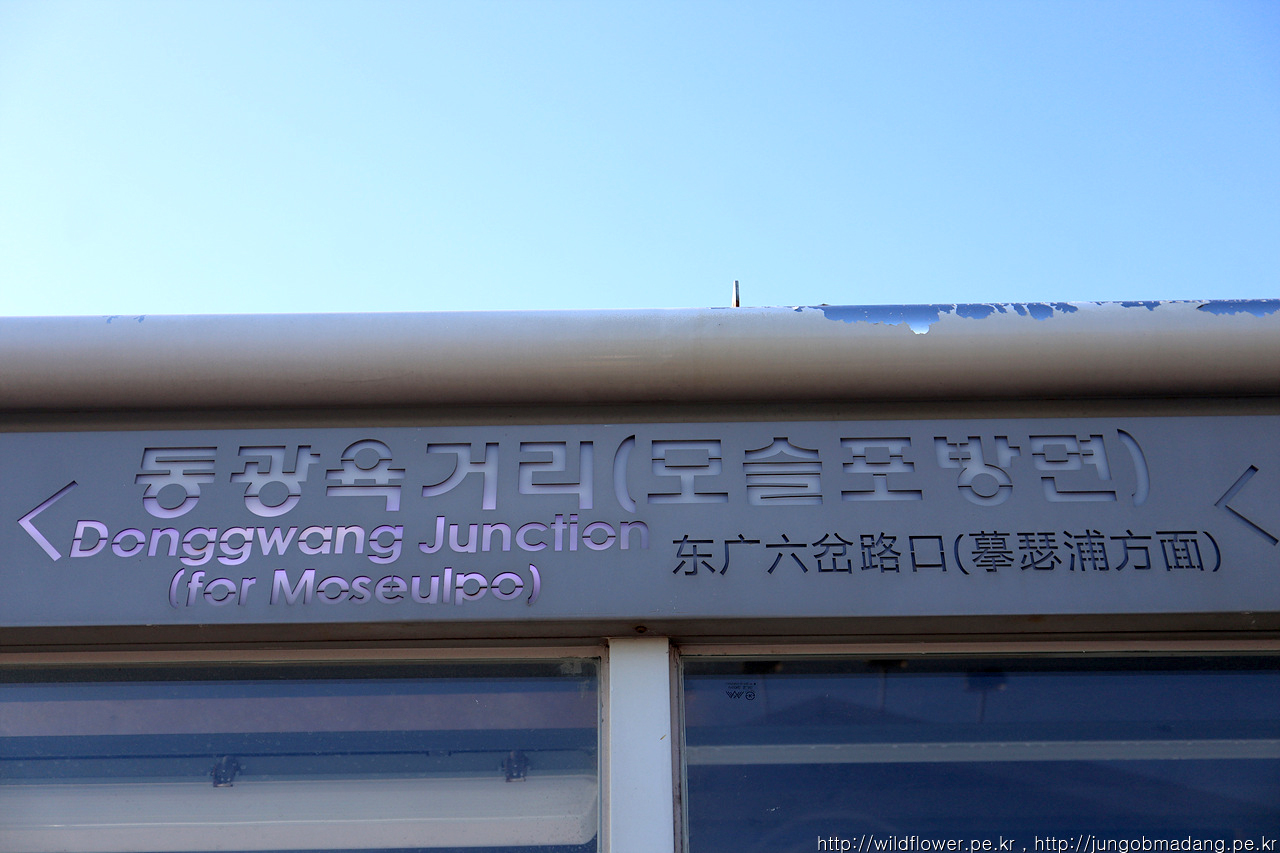 동광육거리(모슬포방면)
Donggwang Junction
(for Moseulpo)
东广六岔路口(摹瑟浦方面)
http://wildflower.pe.kr , http://jungobmadang.pe.kr